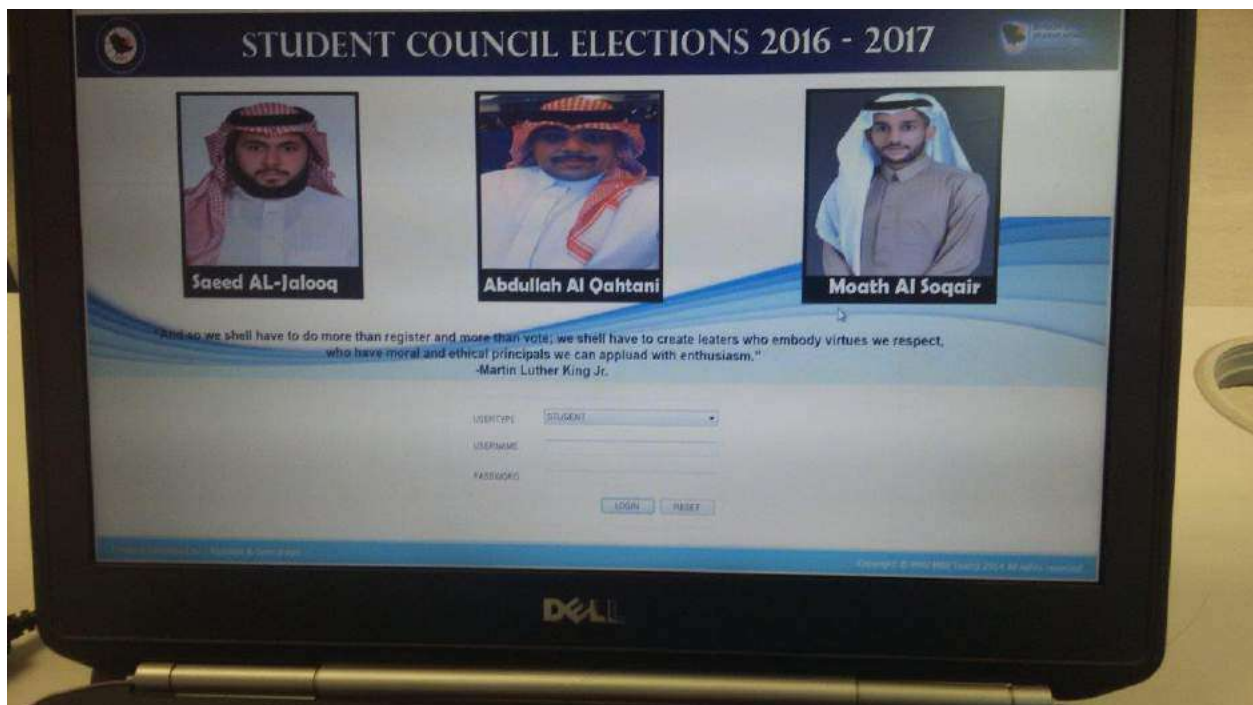 STUDENT COUNCIL ELECTIONS 2016 - 2017
Saeed AL-Jalooq
Abdullah Al Qahtani
Moath Al Soqair
"And so we shell have to do more than register and more than vote; we shell have to create leaters who embody virtues we respect,
who have moral and ethical principals we can appluad with enthusiasm."
-Martin Luther King Jr.
USERTYPE STUDENT
USERNAME
PASSWORD
LOGIN RESET
DELL